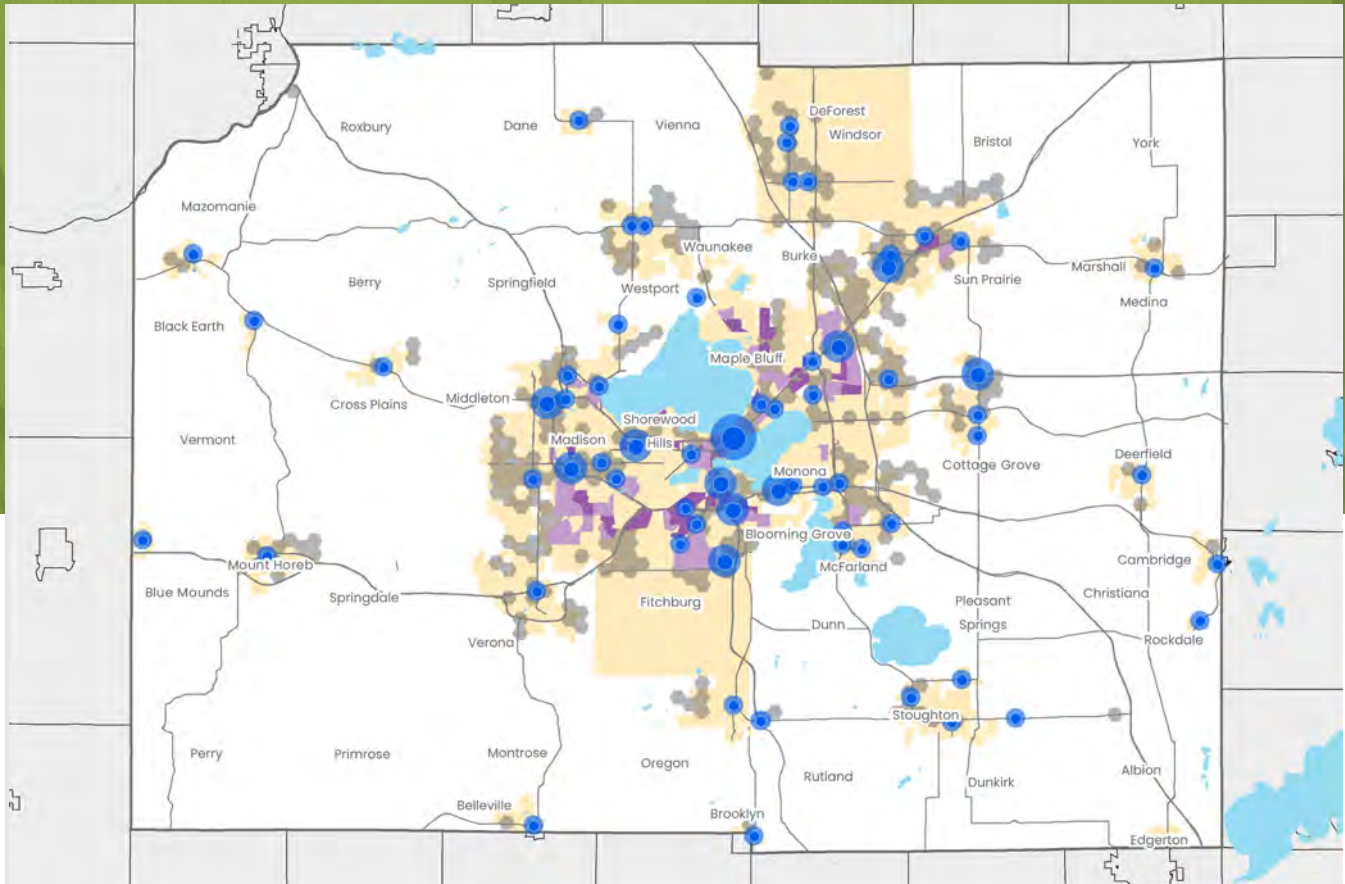 DeForest
Roxbury
Dane
Vienna
Windsor
Bristol
York
Mazomanie
Waunakee
Burke
Marshall
Berry
Springfield
Westport
Sun Prairie
Medina
Black Earth
Maple Bluff
Cross Plains
Middleton
Shorewood
Hills
Vermont
Madison
Monona
Cottage Grove
Deerfield
Blooming Grove
Mount Horeb
McFarland
Cambridge
Blue Mounds
Springdale
Fitchburg
Pleasant
Springs
Christiana
Dunn
Verona
Rockdale
Stoughton
Perry
Primrose
Montrose
Oregon
Rutland
Dunkirk
Albion
Belleville
Brooklyn
Edgerton